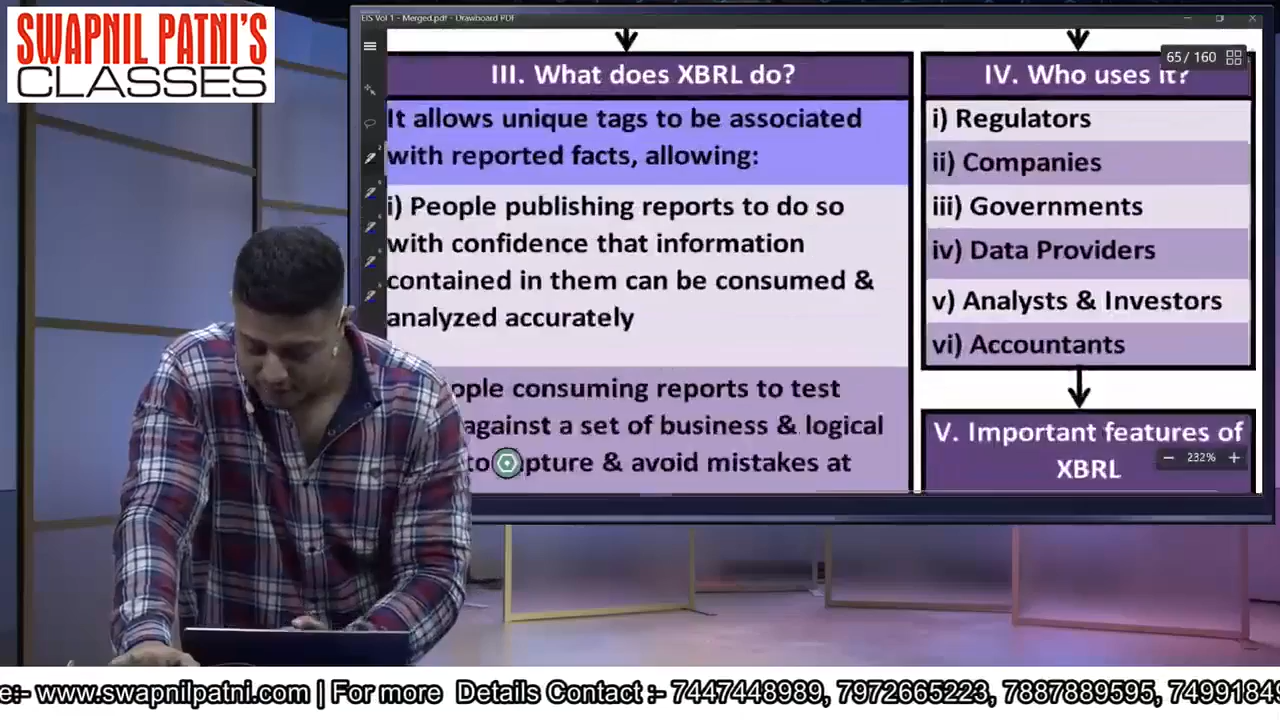 SWAPNIL PATNI'S
CLASSES
EIS Vol 1 - Merged.pdf - Drawboard PDF
65 / 160
III. What does XBRL do?
It allows unique tags to be associated
with reported facts, allowing:
i) People publishing reports to do so
with confidence that information
contained in them can be consumed &
analyzed accurately
ople consuming reports to test
against a set of business & logical
to pture & avoid mistakes at
IV. Who uses it?
i) Regulators
ii) Companies
iii) Governments
iv) Data Providers
v) Analysts & Investors
vi) Accountants
V. Important features of
XBRL
232%
e:- www.swapnilpatni.com | For more Details Contact :- 7447448989, 7972665223, 7887889595, 74991849